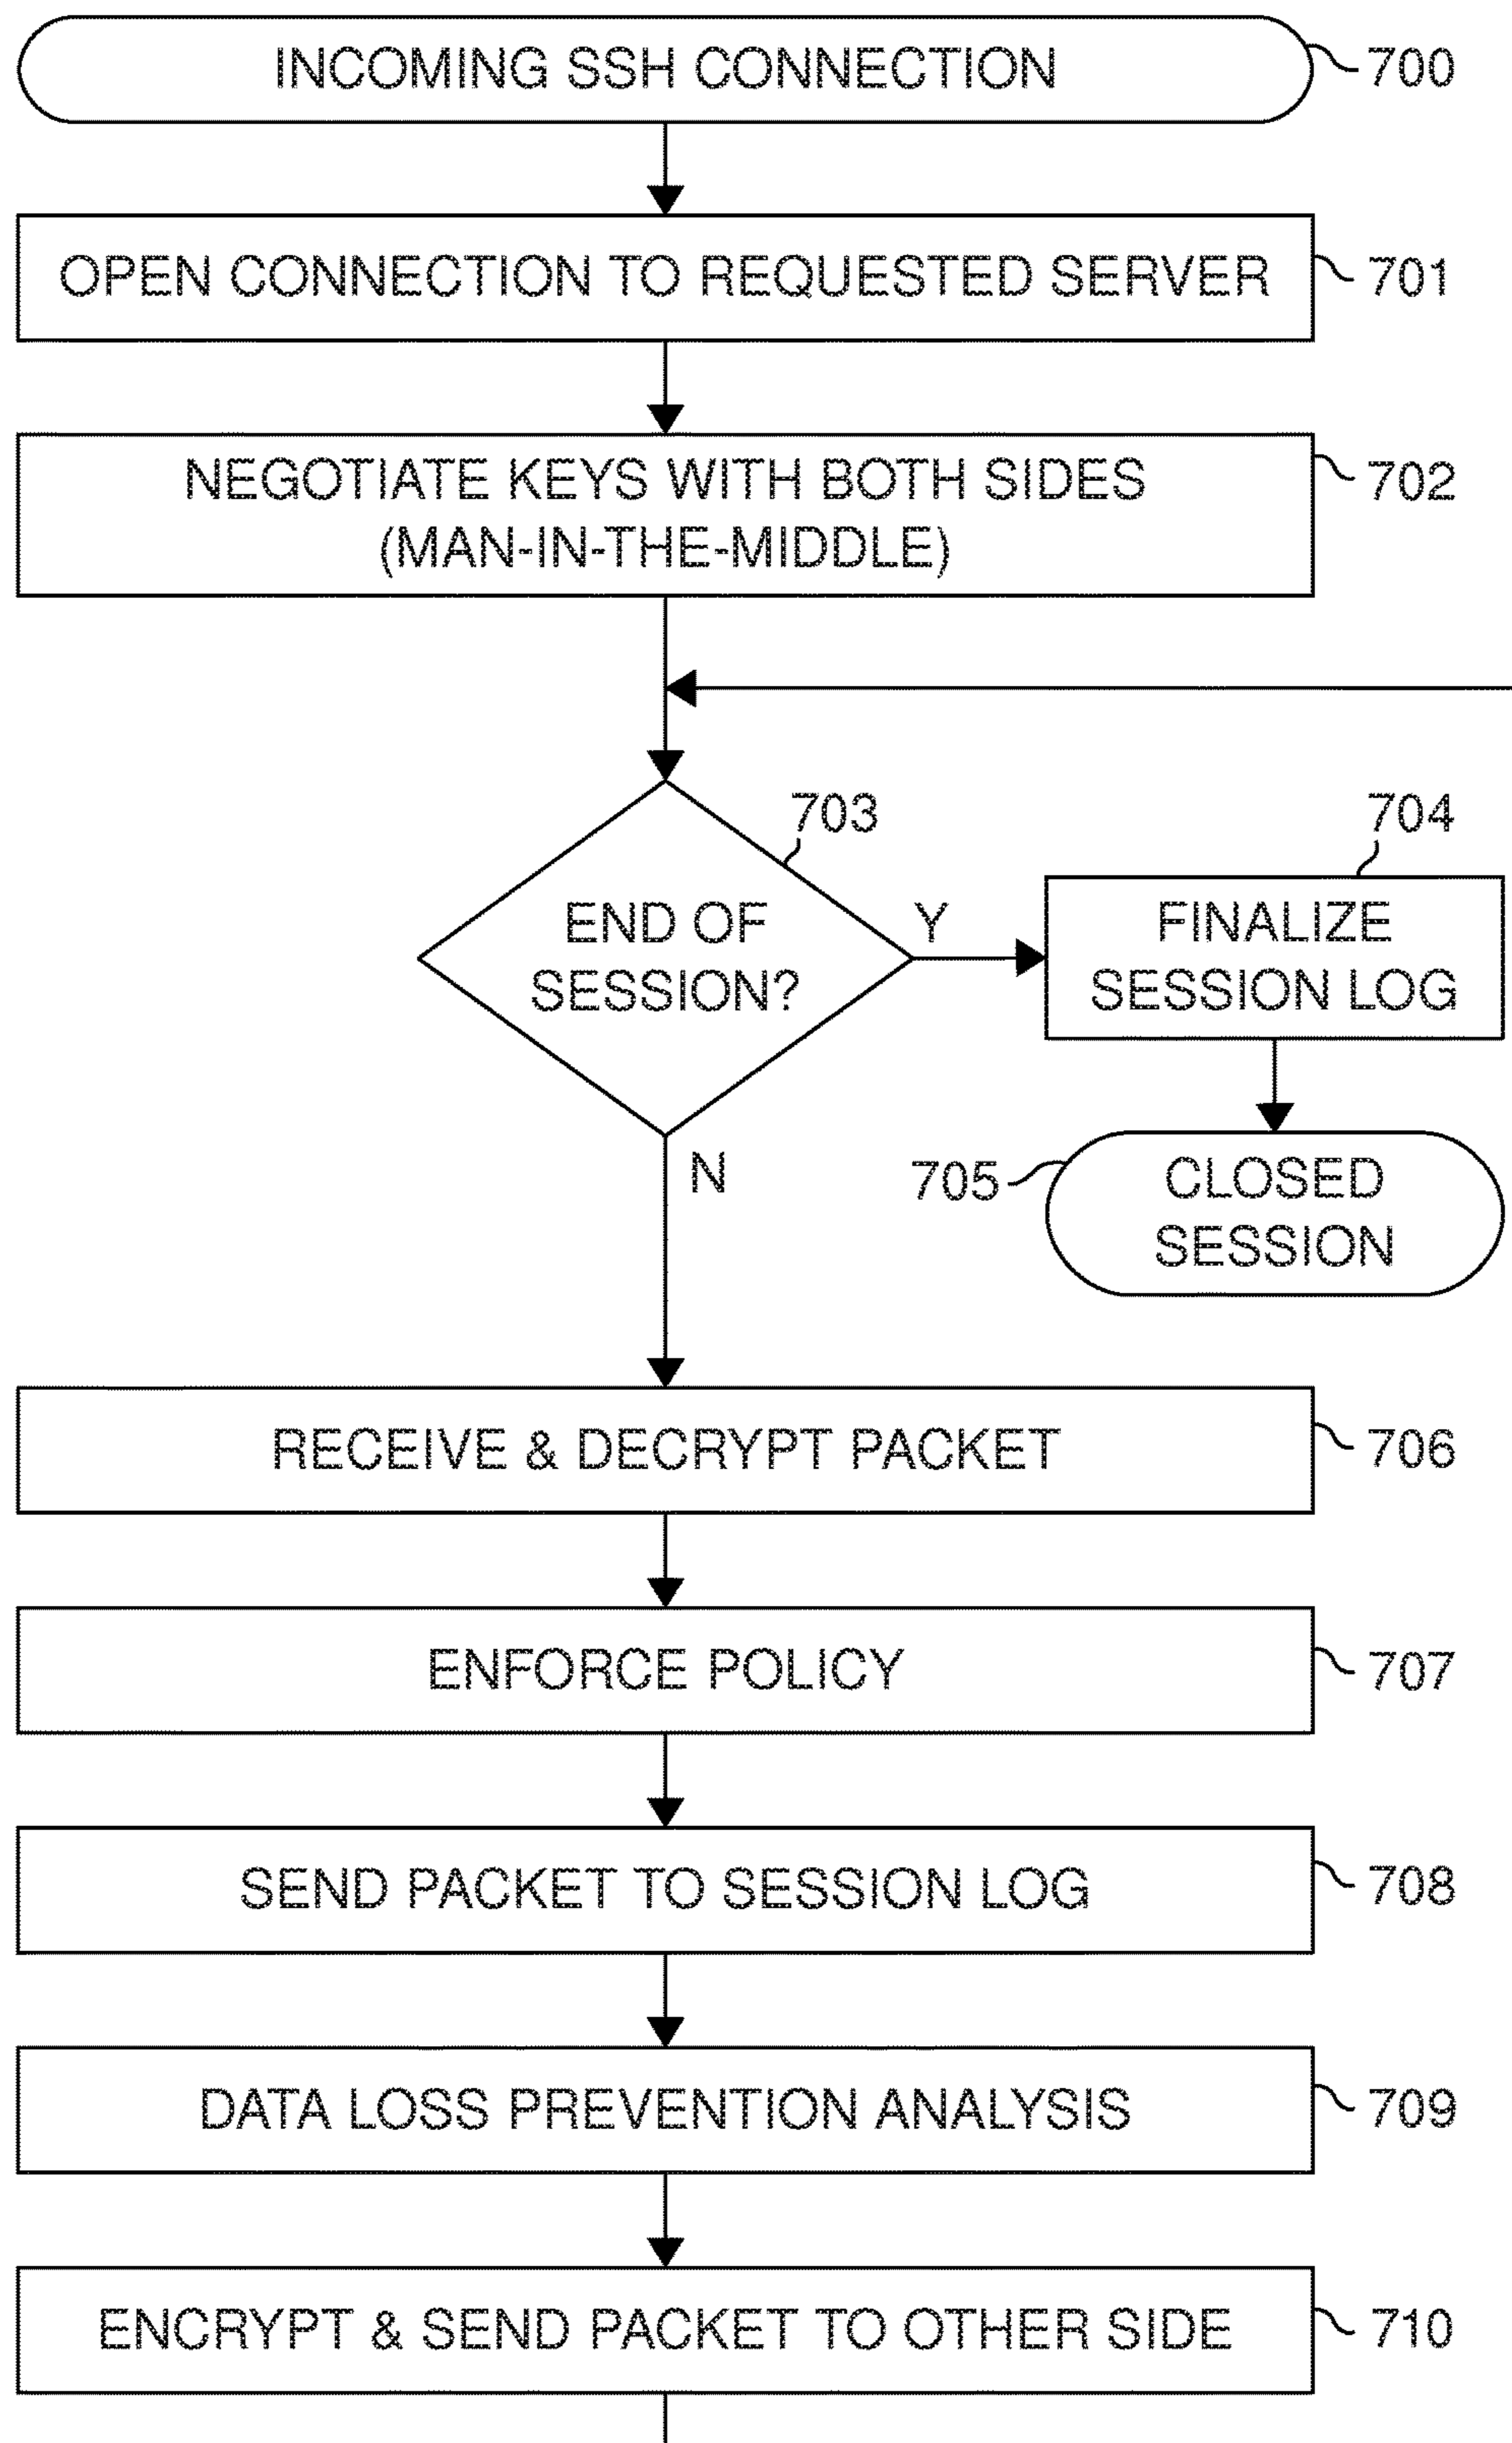 INCOMING SSH CONNECTION
700
OPEN CONNECTION TO REQUESTED SERVER
701
NEGOTIATE KEYS WITH BOTH SIDES
(MAN-IN-THE-MIDDLE)
702
703
END OF
SESSION?
Y
N
704
FINALIZE
SESSION LOG
705
CLOSED
SESSION
RECEIVE & DECRYPT PACKET
706
ENFORCE POLICY
707
SEND PACKET TO SESSION LOG
708
DATA LOSS PREVENTION ANALYSIS
709
ENCRYPT & SEND PACKET TO OTHER SIDE
710